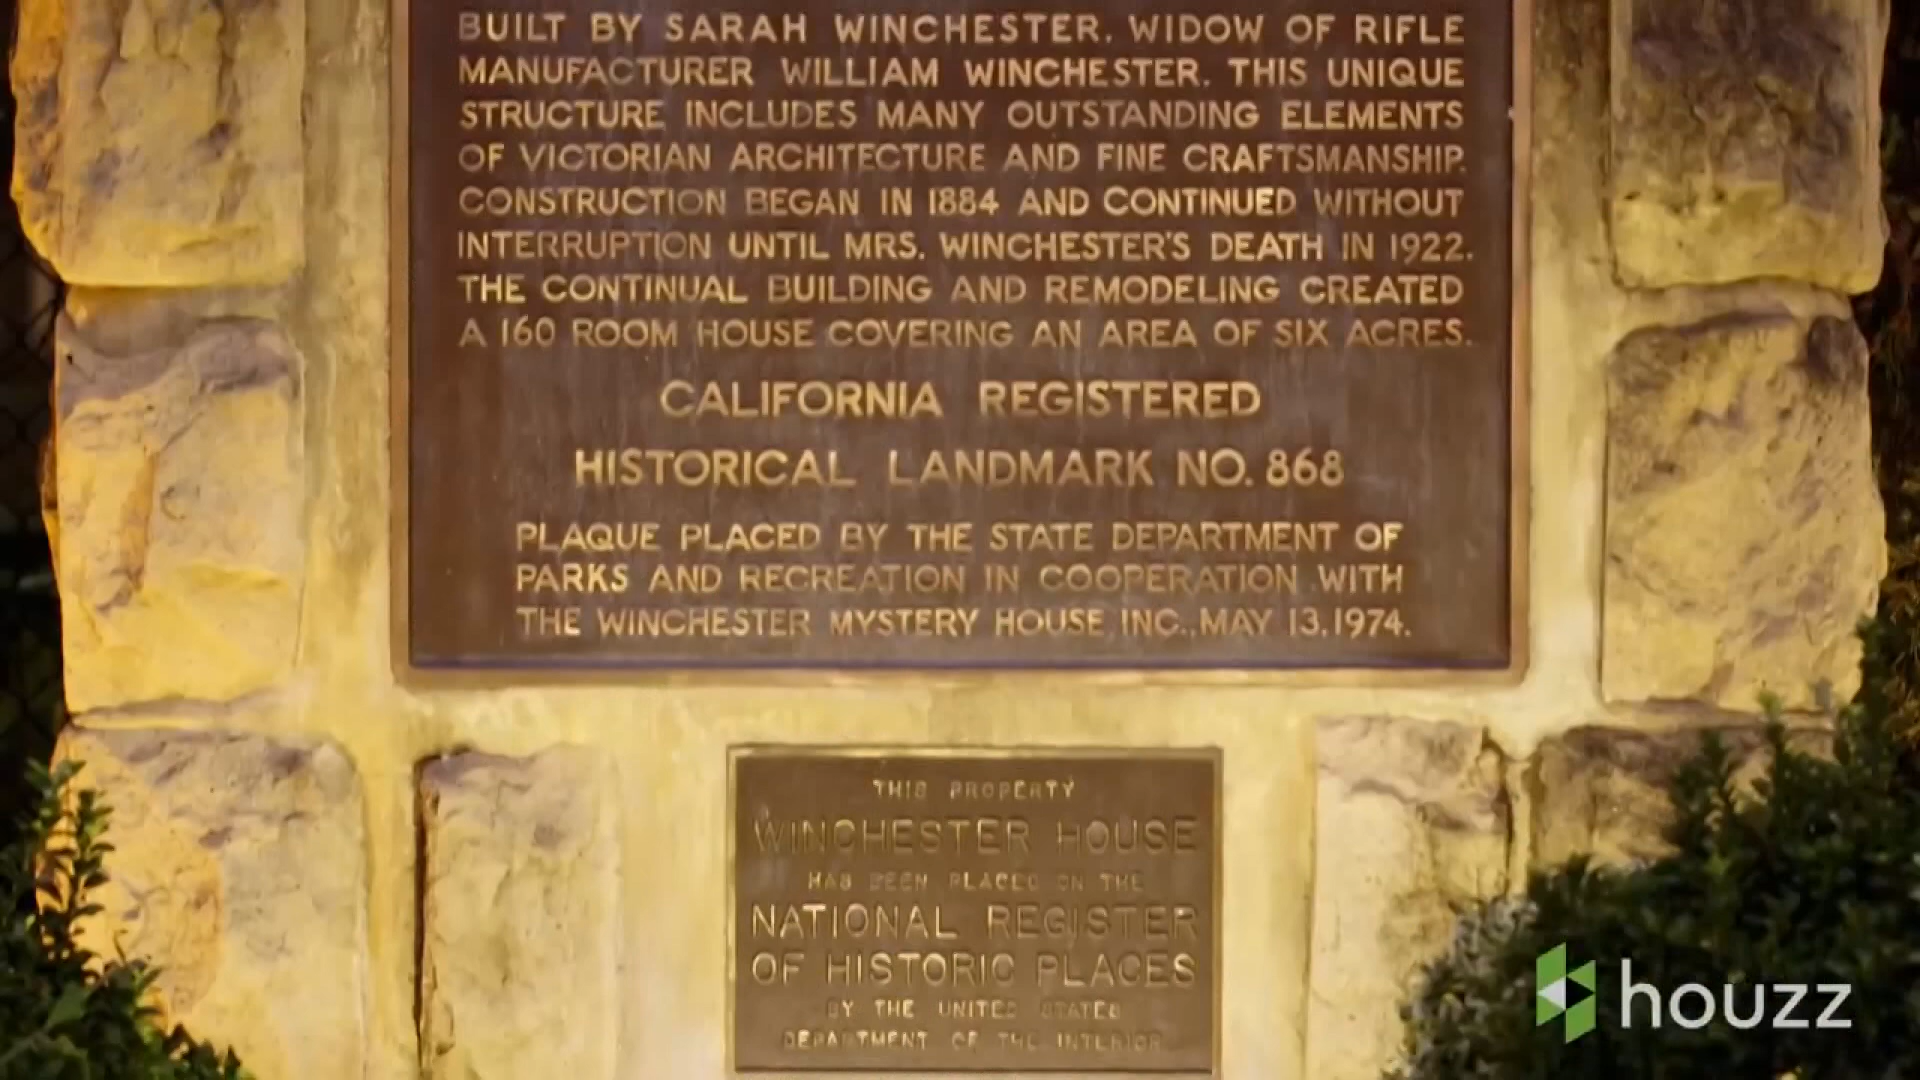 BUILT BY SARAH WINCHESTER, WIDOW OF RIFLE
MANUFACTURER WILLIAM WINCHESTER. THIS UNIQUE
STRUCTURE INCLUDES MANY OUTSTANDING ELEMENTS
OF VICTORIAN ARCHITECTURE AND FINE CRAFTSMANSHIP.
CONSTRUCTION BEGAN IN 1884 AND CONTINUED WITHOUT
INTERRUPTION UNTIL MRS. WINCHESTER'S DEATH IN 1922.
THE CONTINUAL BUILDING AND REMODELING CREATED
A 160 ROOM HOUSE COVERING AN AREA OF SIX ACRES.
CALIFORNIA REGISTERED
HISTORICAL LANDMARK NO. 868
PLAQUE PLACED BY THE STATE DEPARTMENT OF
PARKS AND RECREATION IN COOPERATION WITH
THE WINCHESTER MYSTERY HOUSE INC., MAY 13, 1974.
THIS PROPERTY
WINCHESTER HOUSE
HAS BEEN PLACED ON THE
NATIONAL REGISTER
OF HISTORIC PLACES
BY THE UNITED STATES
DEPARTMENT OF THE INTERIOR
houzz